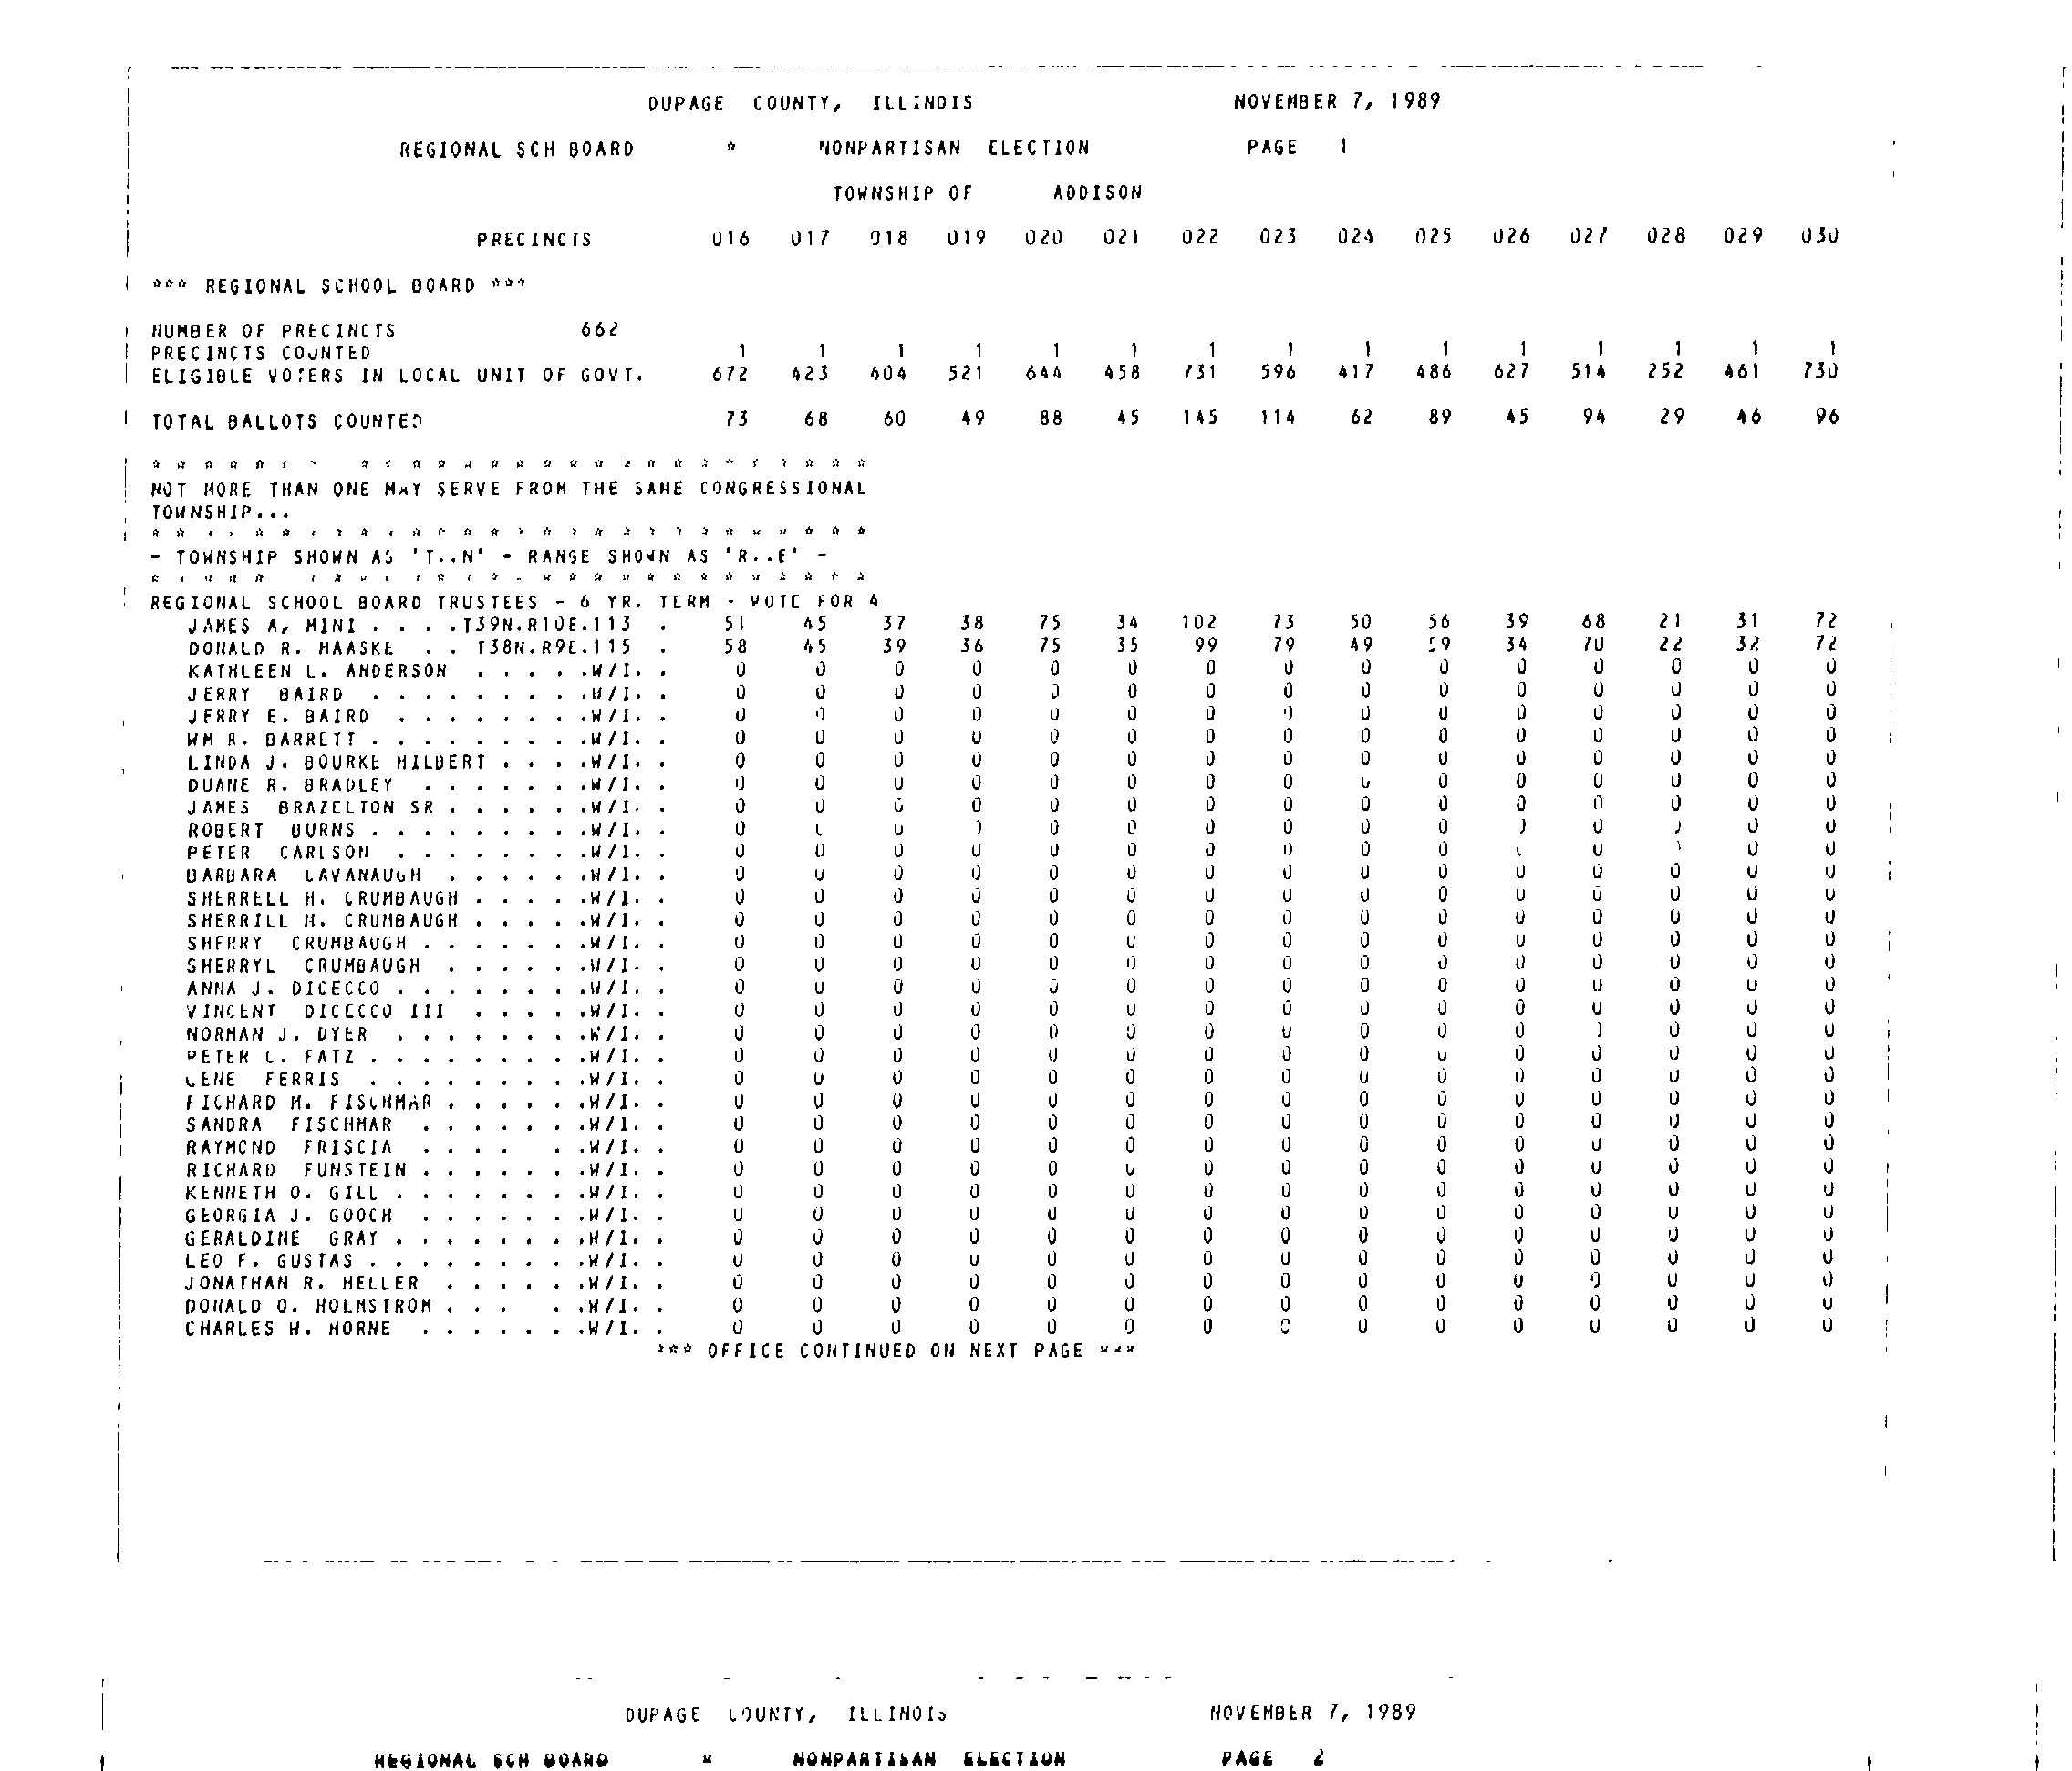 DUPAGE COUNTY, ILLINOIS NOVEMBER 7, 1989
REGIONAL SCH BOARD * NONPARTISAN ELECTION PAGE 1
TOWNSHIP OF ADDISON
PRECINCTS 016 017 018 019 020 021 022 023 024 025 026 027 028 029 030
*** REGIONAL SCHOOL BOARD ***
NUMBER OF PRECINCTS 662
PRECINCTS COUNTED 1 1 1 1 1 1 1 1 1 1 1 1 1 1 1
ELIGIBLE VOTERS IN LOCAL UNIT OF GOVT. 672 423 404 521 644 458 731 596 417 486 627 514 252 461 730
TOTAL BALLOTS COUNTED 73 68 60 49 88 45 145 114 62 89 45 94 29 46 96
* * * * * * * * * * * * * * * * * * * * * * * * * * * *
NOT MORE THAN ONE MAY SERVE FROM THE SAME CONGRESSIONAL
TOWNSHIP...
* * * * * * * * * * * * * * * * * * * * * * * * * * * *
- TOWNSHIP SHOWN AS 'T..N' - RANGE SHOWN AS 'R..E' -
* * * * * * * * * * * * * * * * * * * * * * * * * * * *
REGIONAL SCHOOL BOARD TRUSTEES - 6 YR. TERM - VOTE FOR 4
JAMES A, MINI . . . .T39N.R10E.113 . 51 45 37 38 75 34 102 73 50 56 39 68 21 31 72
DONALD R. MAASKE . . T38N.R9E.115 . 58 45 39 36 75 35 99 79 49 59 34 70 22 32 72
KATHLEEN L. ANDERSON . . . . .W/I. . 0 0 0 0 0 0 0 0 0 0 0 0 0 0 0
JERRY BAIRD . . . . . . . . .W/I. . 0 0 0 0 0 0 0 0 0 0 0 0 0 0 0
JERRY E. BAIRD . . . . . . . .W/I. . 0 0 0 0 0 0 0 0 0 0 0 0 0 0 0
WM R. BARRETT . . . . . . . . .W/I. . 0 0 0 0 0 0 0 0 0 0 0 0 0 0 0
LINDA J. BOURKE HILBERT . . . .W/I. . 0 0 0 0 0 0 0 0 0 0 0 0 0 0 0
DUANE R. BRADLEY . . . . . . .W/I. . 0 0 0 0 0 0 0 0 0 0 0 0 0 0 0
JAMES BRAZELTON SR . . . . . .W/I. . 0 0 0 0 0 0 0 0 0 0 0 0 0 0 0
ROBERT BURNS . . . . . . . . .W/I. . 0 0 0 0 0 0 0 0 0 0 0 0 0 0 0
PETER CARLSON . . . . . . . .W/I. . 0 0 0 0 0 0 0 0 0 0 0 0 0 0 0
BARBARA CAVANAUGH . . . . . .W/I. . 0 0 0 0 0 0 0 0 0 0 0 0 0 0 0
SHERRELL H. CRUMBAUGH . . . . .W/I. . 0 0 0 0 0 0 0 0 0 0 0 0 0 0 0
SHERRILL H. CRUMBAUGH . . . . .W/I. . 0 0 0 0 0 0 0 0 0 0 0 0 0 0 0
SHERRY CRUMBAUGH . . . . . . .W/I. . 0 0 0 0 0 0 0 0 0 0 0 0 0 0 0
SHERRYL CRUMBAUGH . . . . . .W/I. . 0 0 0 0 0 0 0 0 0 0 0 0 0 0 0
ANNA J. DICECCO . . . . . . . .W/I. . 0 0 0 0 0 0 0 0 0 0 0 0 0 0 0
VINCENT DICECCO III . . . . .W/I. . 0 0 0 0 0 0 0 0 0 0 0 0 0 0 0
NORMAN J. DYER . . . . . . . .W/I. . 0 0 0 0 0 0 0 0 0 0 0 0 0 0 0
PETER C. FATZ . . . . . . . . .W/I. . 0 0 0 0 0 0 0 0 0 0 0 0 0 0 0
GENE FERRIS . . . . . . . . .W/I. . 0 0 0 0 0 0 0 0 0 0 0 0 0 0 0
RICHARD M. FISCHMAR . . . . . .W/I. . 0 0 0 0 0 0 0 0 0 0 0 0 0 0 0
SANDRA FISCHMAR . . . . . . .W/I. . 0 0 0 0 0 0 0 0 0 0 0 0 0 0 0
RAYMOND FRISCIA . . . . . .W/I. . 0 0 0 0 0 0 0 0 0 0 0 0 0 0 0
RICHARD FUNSTEIN . . . . . . .W/I. . 0 0 0 0 0 0 0 0 0 0 0 0 0 0 0
KENNETH O. GILL . . . . . . . .W/I. . 0 0 0 0 0 0 0 0 0 0 0 0 0 0 0
GEORGIA J. GOOCH . . . . . . .W/I. . 0 0 0 0 0 0 0 0 0 0 0 0 0 0 0
GERALDINE GRAY . . . . . . . .W/I. . 0 0 0 0 0 0 0 0 0 0 0 0 0 0 0
LEO F. GUSTAS . . . . . . . . .W/I. . 0 0 0 0 0 0 0 0 0 0 0 0 0 0 0
JONATHAN R. HELLER . . . . . .W/I. . 0 0 0 0 0 0 0 0 0 0 0 0 0 0 0
DONALD O. HOLMSTROM . . . . .W/I. . 0 0 0 0 0 0 0 0 0 0 0 0 0 0 0
CHARLES H. HORNE . . . . . . .W/I. . 0 0 0 0 0 0 0 0 0 0 0 0 0 0 0
*** OFFICE CONTINUED ON NEXT PAGE ***
DUPAGE COUNTY, ILLINOIS NOVEMBER 7, 1989
REGIONAL SCH BOARD * NONPARTISAN ELECTION PAGE 2